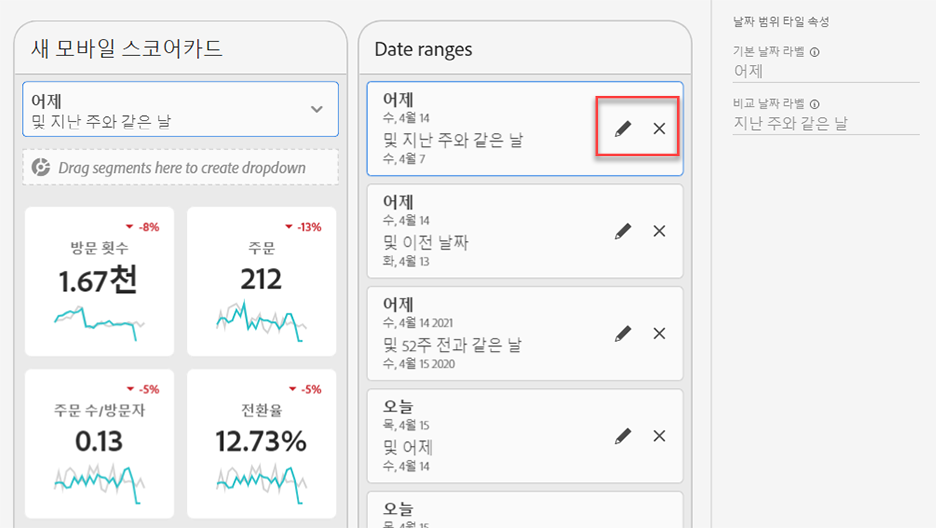 새 모바일 스코어카드
어제
및 지난 주와 같은 날
Drag segments here to create dropdown
-8%
방문 횟수
1.67천
-13%
주문
212
-5%
주문 수/방문자
0.13
-5%
전환율
12.73%
Date ranges
어제
수, 4월 14
및 지난 주와 같은 날
수, 4월 7
어제
수, 4월 14
및 이전 날짜
화, 4월 13
어제
수, 4월 14 2021
및 52주 전과 같은 날
수, 4월 15 2020
오늘
목, 4월 15
및 어제
수, 4월 14
오늘
목, 4월 15
날짜 범위 타일 속성
기본 날짜 라벨
어제
비교 날짜 라벨
지난 주와 같은 날